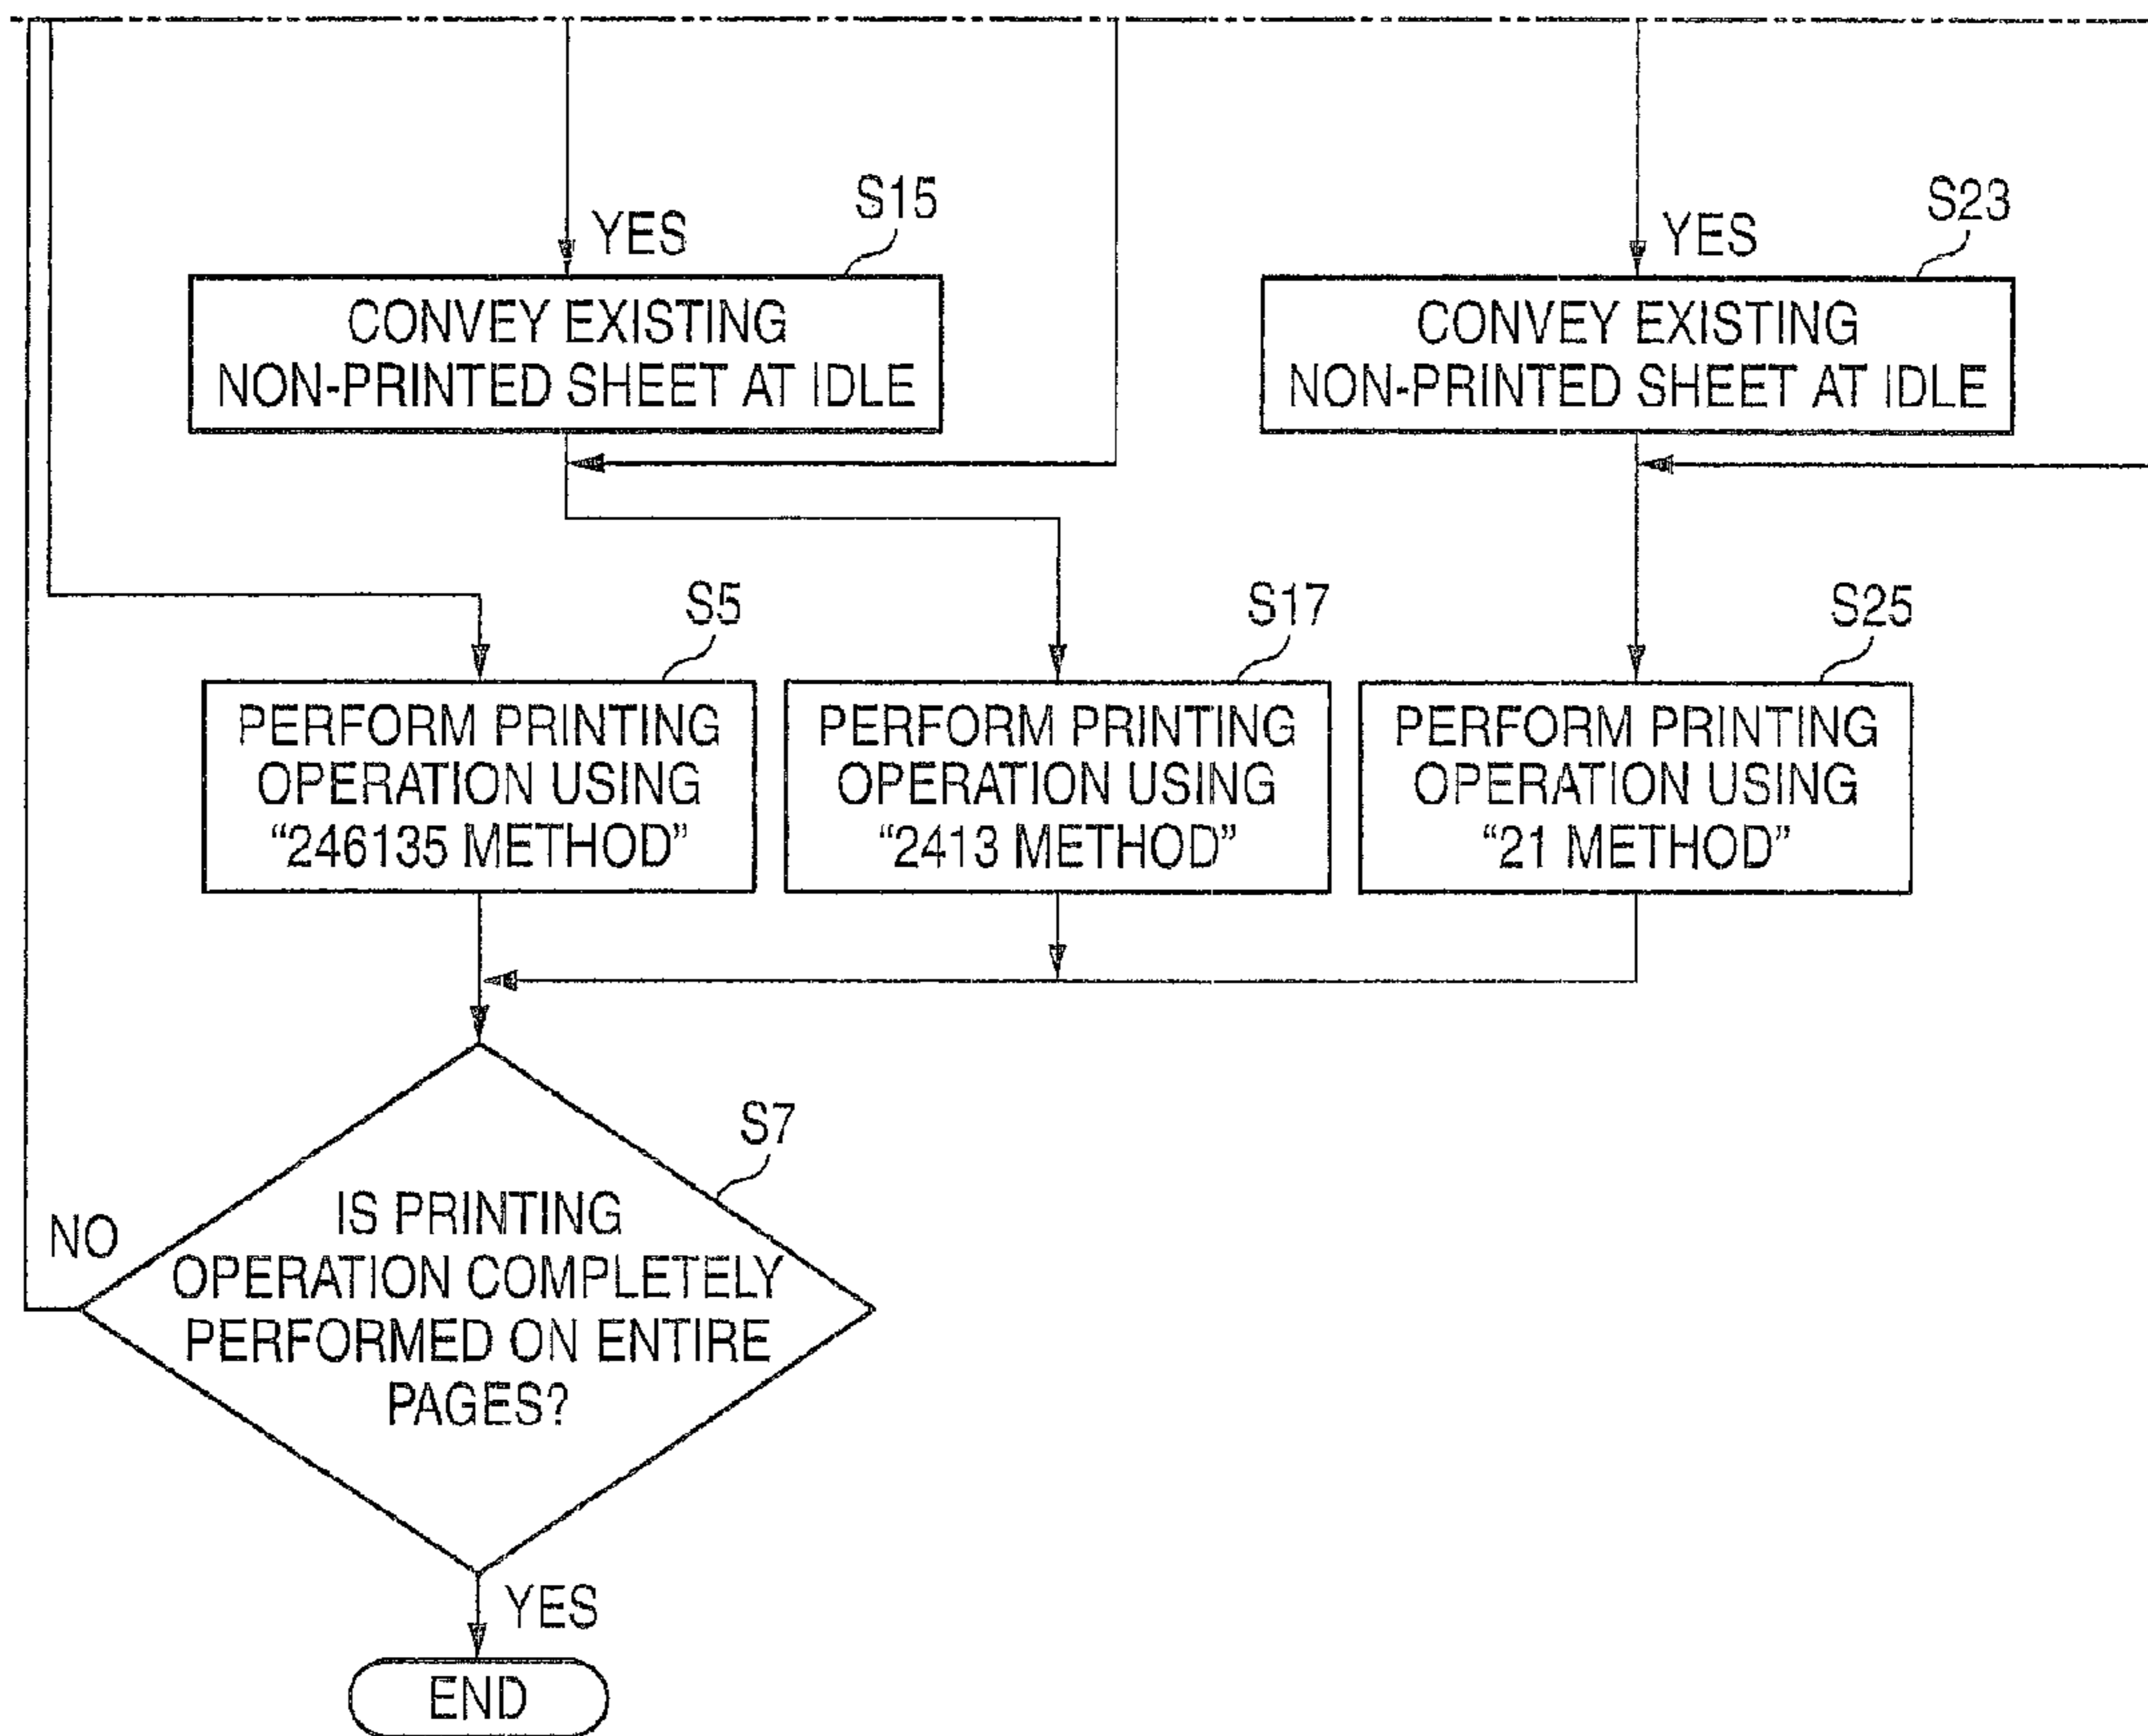 S15
YES
CONVEY EXISTING
NON-PRINTED SHEET AT IDLE
S23
YES
CONVEY EXISTING
NON-PRINTED SHEET AT IDLE
S5
PERFORM PRINTING
OPERATION USING
“246135 METHOD”
S17
PERFORM PRINTING
OPERATION USING
“2413 METHOD”
S25
PERFORM PRINTING
OPERATION USING
“21 METHOD”
S7
NO
IS PRINTING
OPERATION COMPLETELY
PERFORMED ON ENTIRE
PAGES?
YES
END